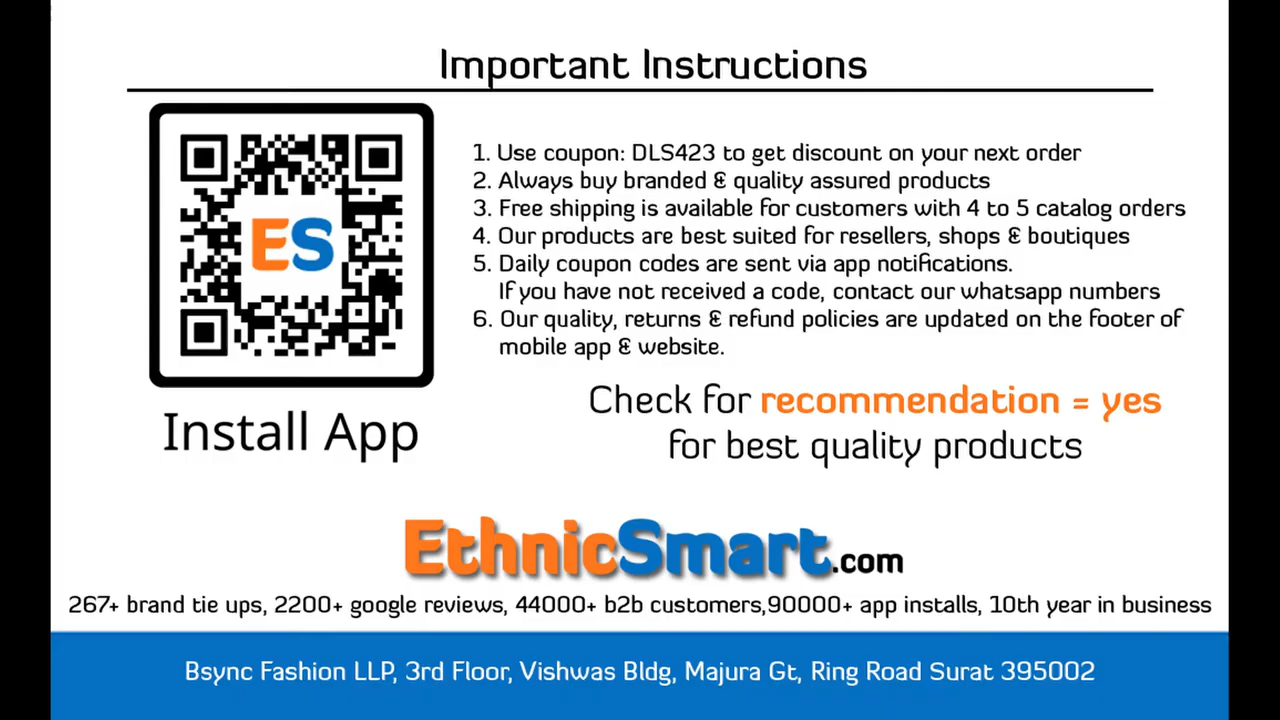 Important Instructions
1. Use coupon: DLS423 to get discount on your next order
2. Always buy branded & quality assured products
3. Free shipping is available for customers with 4 to 5 catalog orders
4. Our products are best suited for resellers, shops & boutiques
5. Daily coupon codes are sent via app notifications.
If you have not received a code, contact our whatsapp numbers
6. Our quality, returns & refund policies are updated on the footer of
mobile app & website.
ES
Install App
Check for recommendation = yes
for best quality products
EthnicSmart.com
267+ brand tie ups, 2200+ google reviews, 44000+ b2b customers,90000+ app installs, 10th year in business
Bsync Fashion LLP, 3rd Floor, Vishwas Bldg, Majura Gt, Ring Road Surat 395002